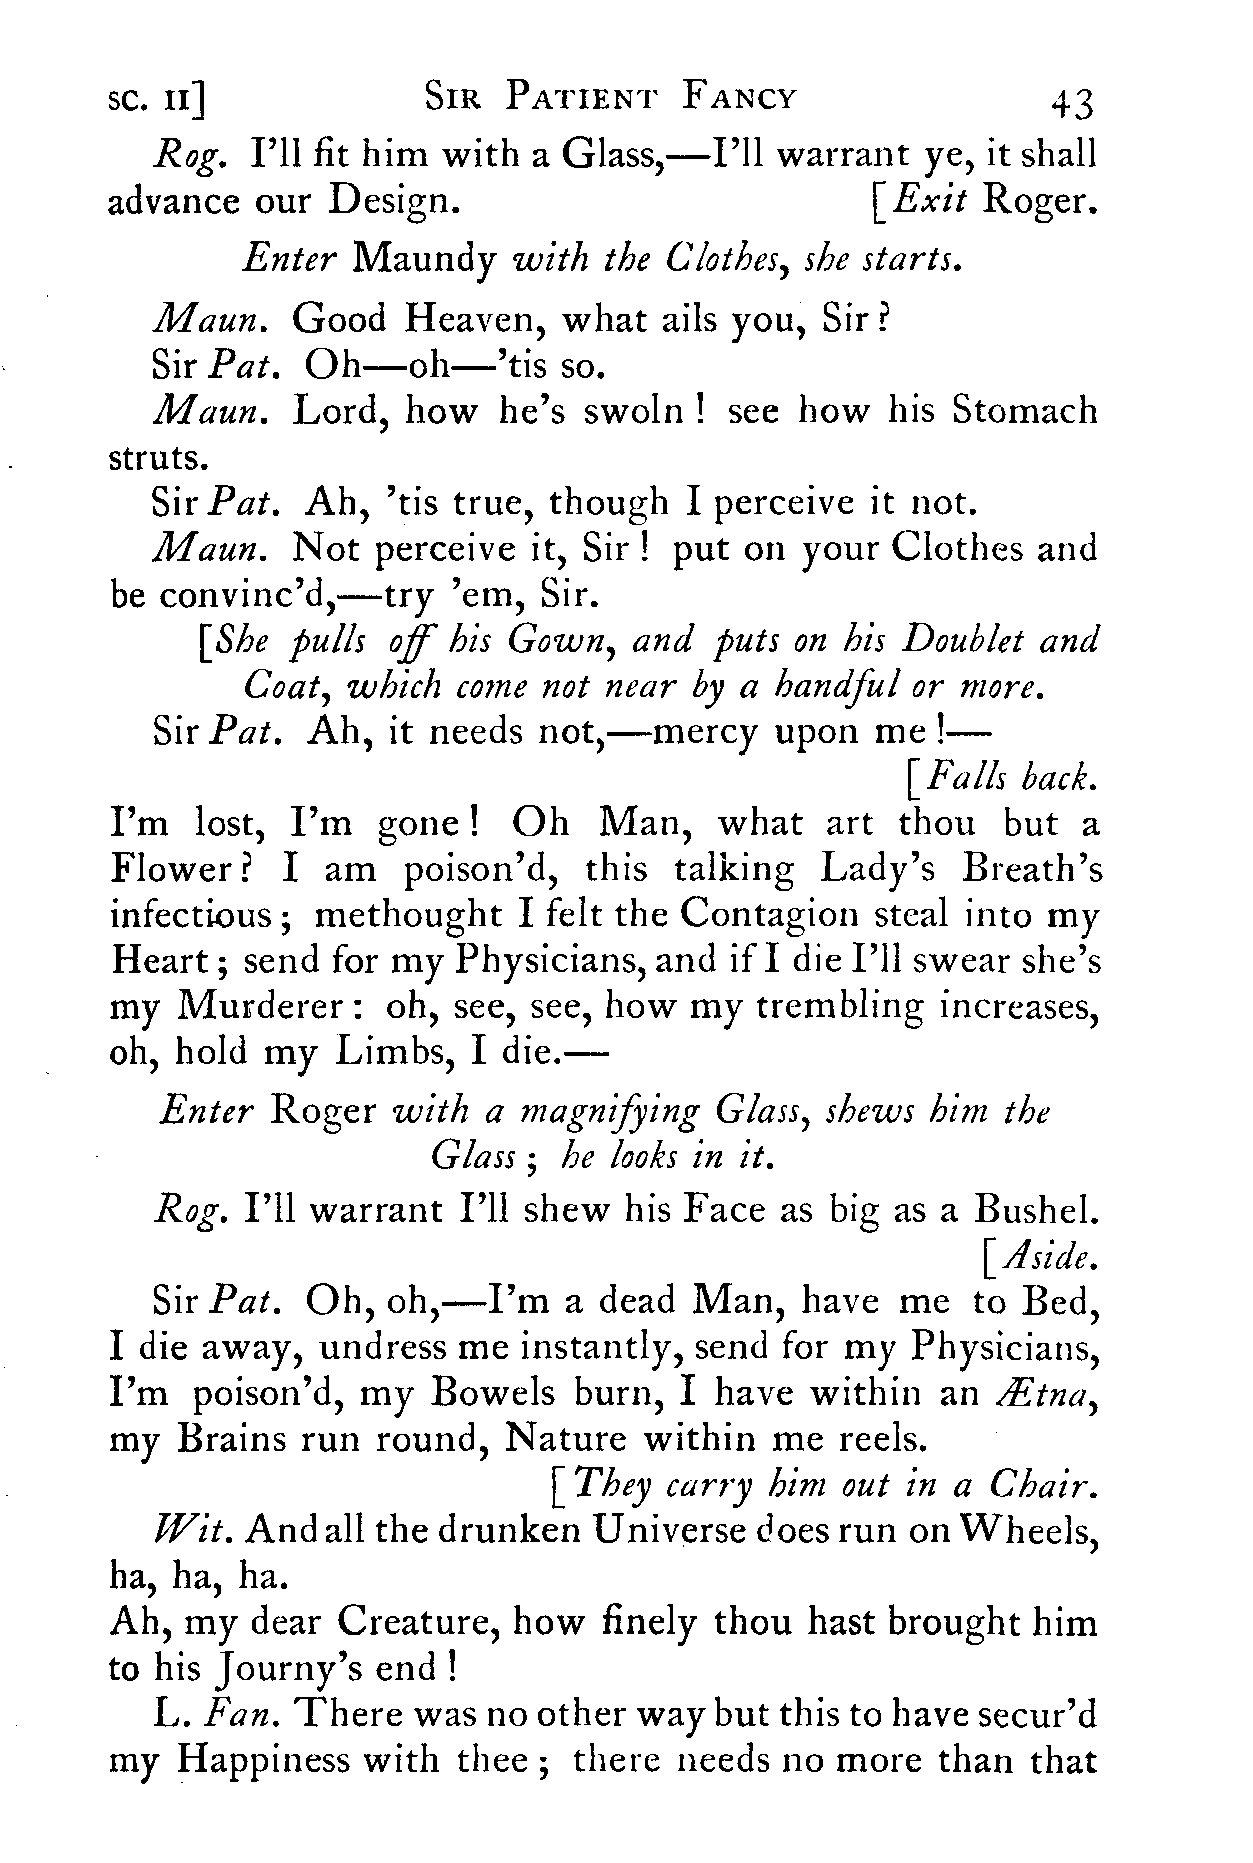 SC. II] SIR PATIENT FANCY 43
Rog. I'll fit him with a Glass,—I'll warrant ye, it shall
advance our Design. [Exit Roger.
Enter Maundy with the Clothes, she starts.
Maun. Good Heaven, what ails you, Sir?
Sir Pat. Oh—oh—'tis so.
Maun. Lord, how he's swoln! see how his Stomach
struts.
Sir Pat. Ah, 'tis true, though I perceive it not.
Maun. Not perceive it, Sir! put on your Clothes and
be convinc'd,—try 'em, Sir.
[She pulls off his Gown, and puts on his Doublet and
Coat, which come not near by a handful or more.
Sir Pat. Ah, it needs not,—mercy upon me!—
[Falls back.
I'm lost, I'm gone! Oh Man, what art thou but a
Flower? I am poison'd, this talking Lady's Breath's
infectious; methought I felt the Contagion steal into my
Heart; send for my Physicians, and if I die I'll swear she's
my Murderer: oh, see, see, how my trembling increases,
oh, hold my Limbs, I die.—
Enter Roger with a magnifying Glass, shews him the
Glass; he looks in it.
Rog. I'll warrant I'll shew his Face as big as a Bushel.
[Aside.
Sir Pat. Oh, oh,—I'm a dead Man, have me to Bed,
I die away, undress me instantly, send for my Physicians,
I'm poison'd, my Bowels burn, I have within an Ætna,
my Brains run round, Nature within me reels.
[They carry him out in a Chair.
Wit. And all the drunken Universe does run on Wheels,
ha, ha, ha.
Ah, my dear Creature, how finely thou hast brought him
to his Journy's end!
L. Fan. There was no other way but this to have secur'd
my Happiness with thee; there needs no more than that